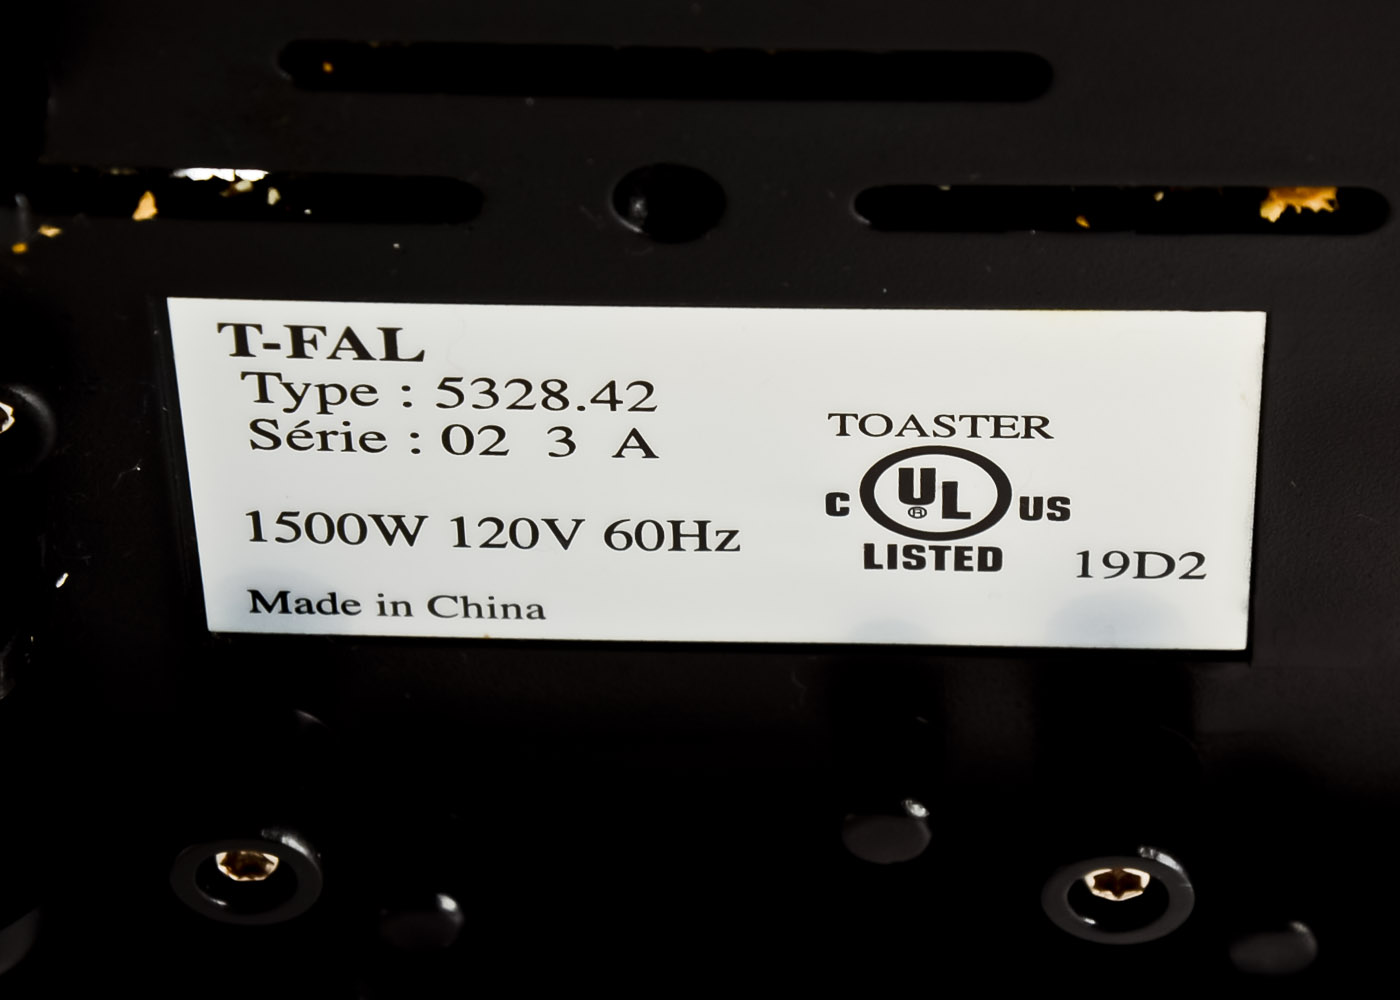 T-FAL
Type : 5328.42
Série : 02 3 A
1500W 120V 60Hz
Made in China
TOASTER
C UL® US
LISTED
19D2